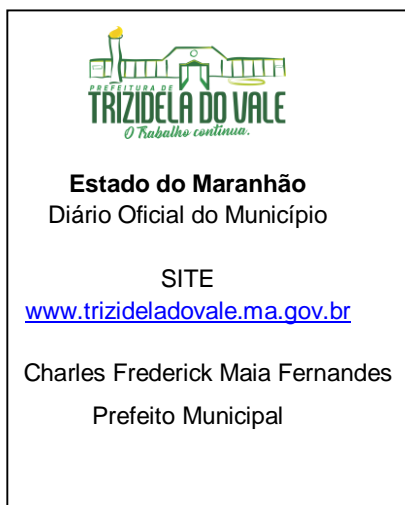 PREFEITURA DE
TRIZIDELA DO VALE
O Trabalho continua.
Estado do Maranhão
Diário Oficial do Município
SITE
www.trizideladovale.ma.gov.br
Charles Frederick Maia Fernandes
Prefeito Municipal